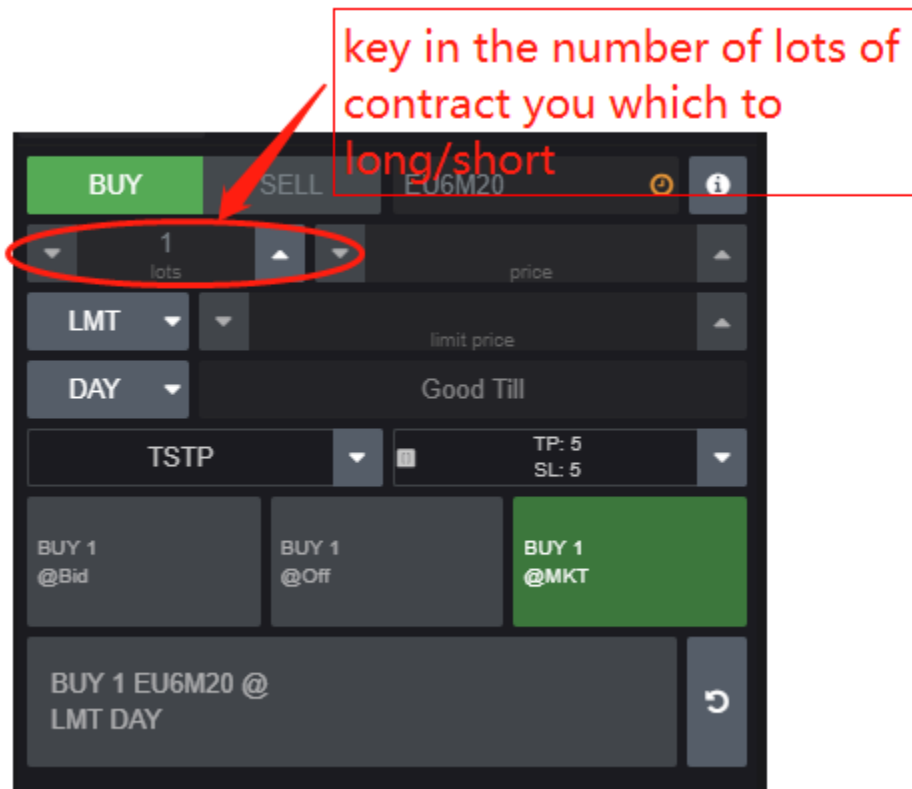 key in the number of lots of
contract you which to
long/short
BUY SELL EU6M20
1
lots price
LMT
limit price
DAY Good Till
TSTP
TP: 5
SL: 5
BUY 1
@Bid
BUY 1
@Off
BUY 1
@MKT
BUY 1 EU6M20 @
LMT DAY